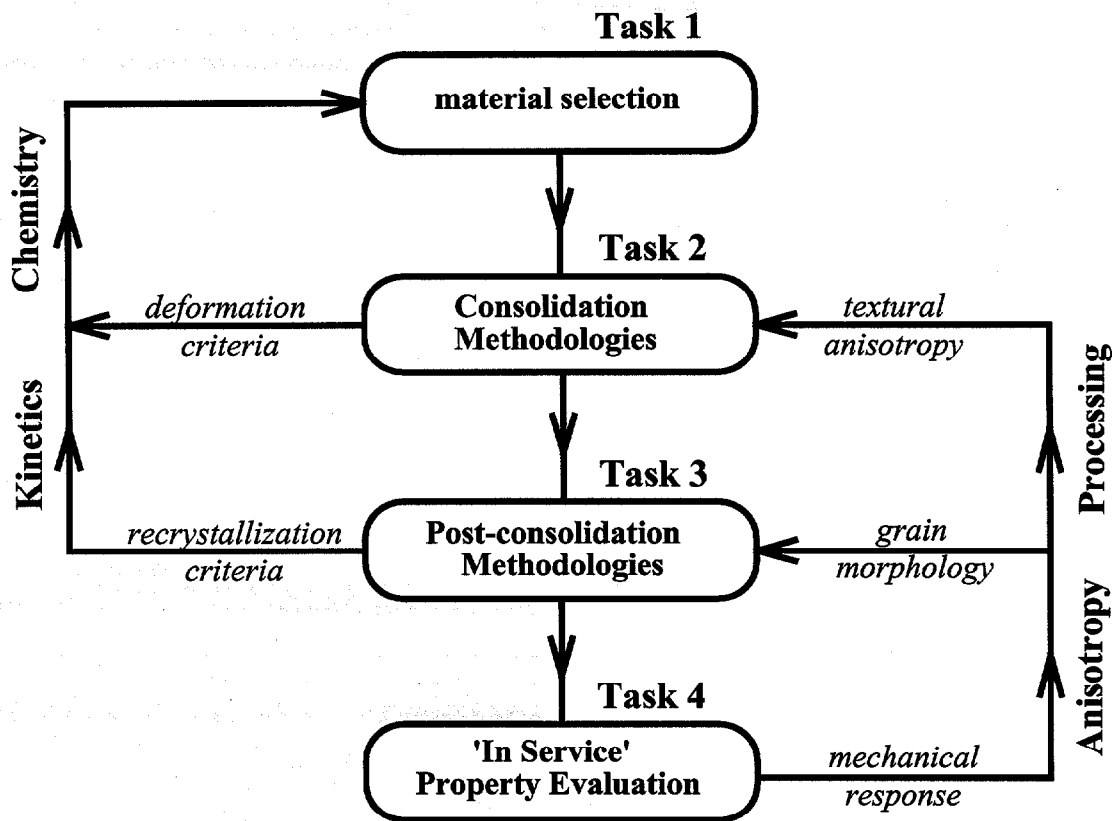 Task 1
material selection
Chemistry
Task 2
Consolidation
Methodologies
deformation
criteria
textural
anisotropy
Kinetics
Processing
Task 3
Post-consolidation
Methodologies
recrystallization
criteria
grain
morphology
Anisotropy
Task 4
'In Service'
Property Evaluation
mechanical
response